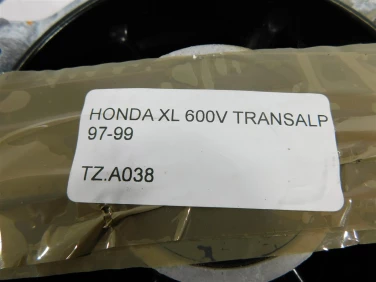 HONDA XL 600V TRANSALP
97-99
TZ.A038